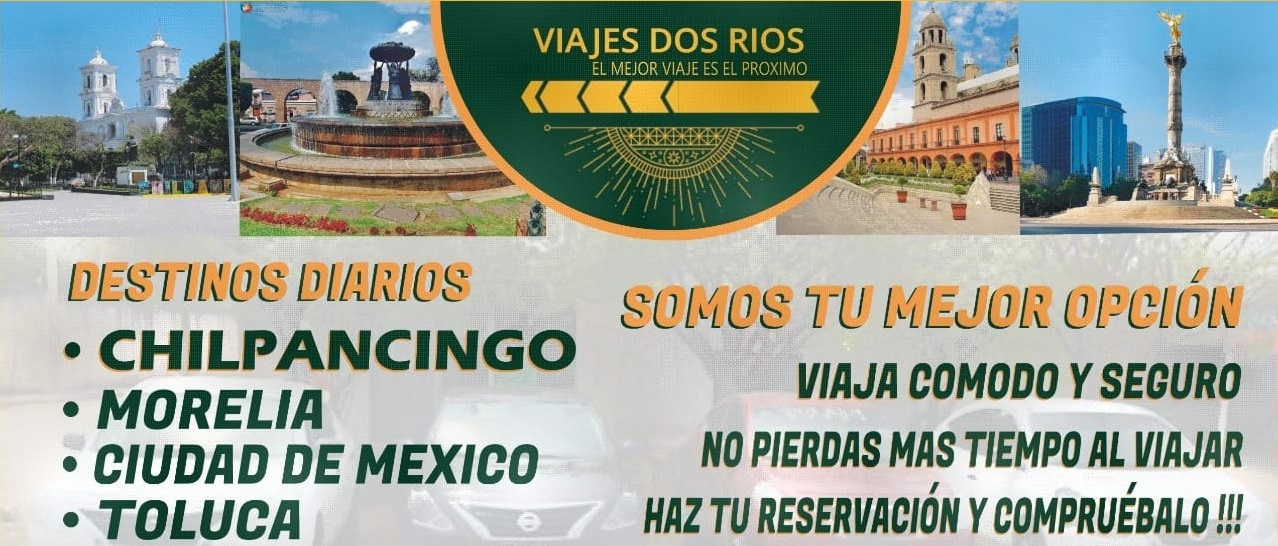 VIAJES DOS RIOS
EL MEJOR VIAJE ES EL PROXIMO
DESTINOS DIARIOS
• CHILPANCINGO
• MORELIA
• CIUDAD DE MEXICO
• TOLUCA
SOMOS TU MEJOR OPCIÓN
VIAJA COMODO Y SEGURO
NO PIERDAS MAS TIEMPO AL VIAJAR
HAZ TU RESERVACIÓN Y COMPRUÉBALO !!!